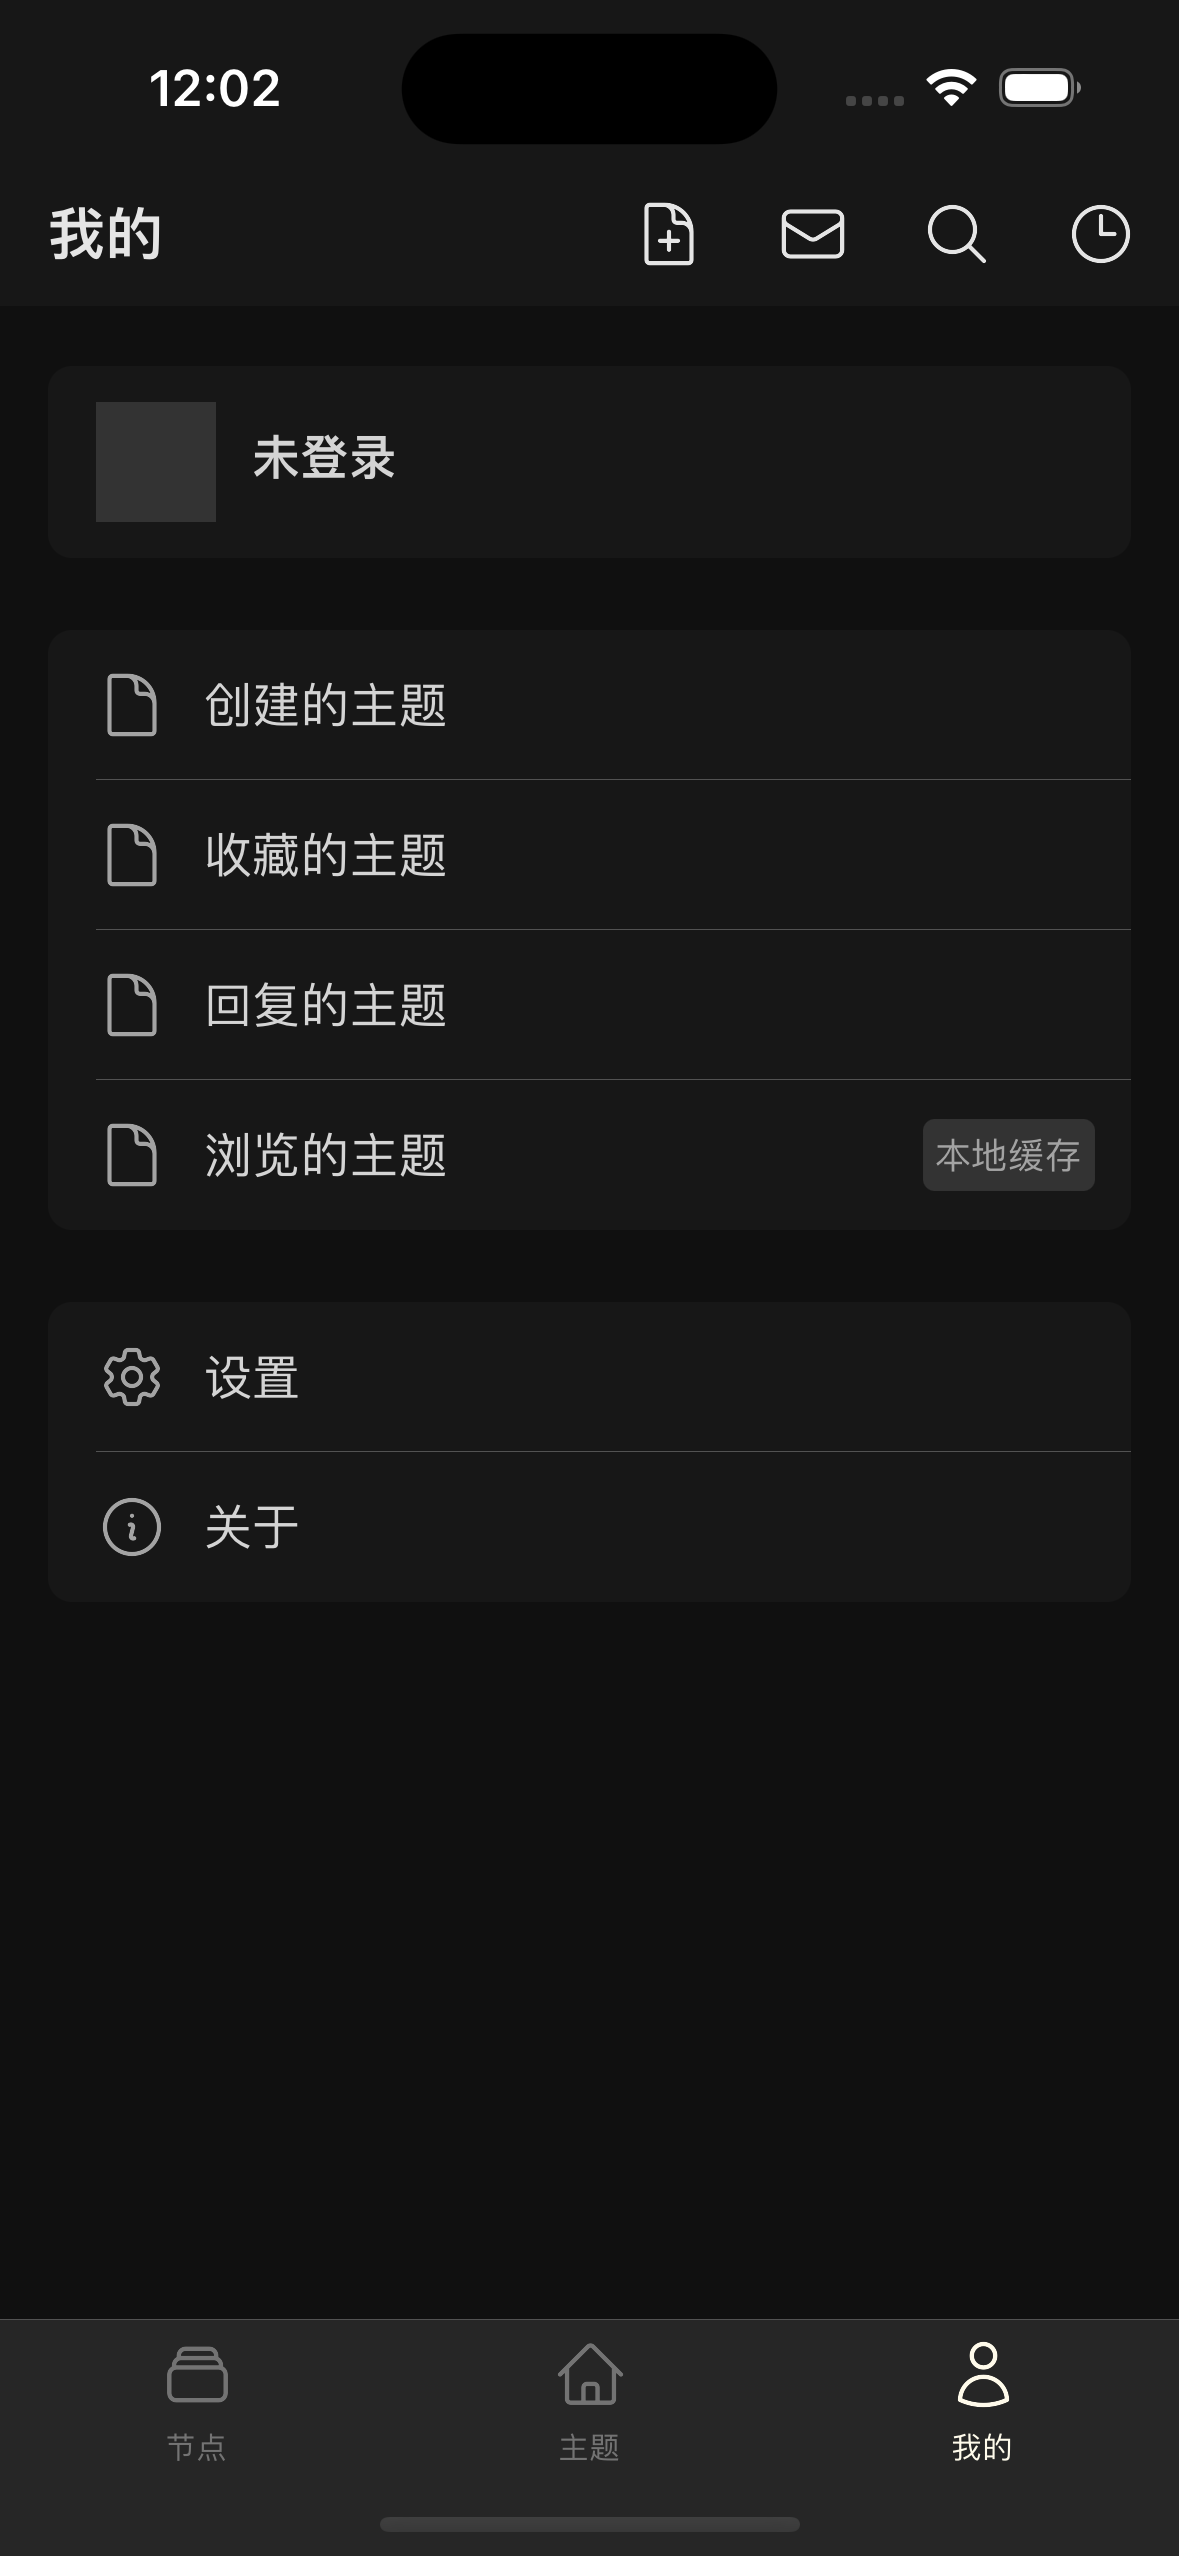 12:02
我的
未登录
创建的主题
收藏的主题
回复的主题
浏览的主题 本地缓存
设置
关于
节点 主题 我的